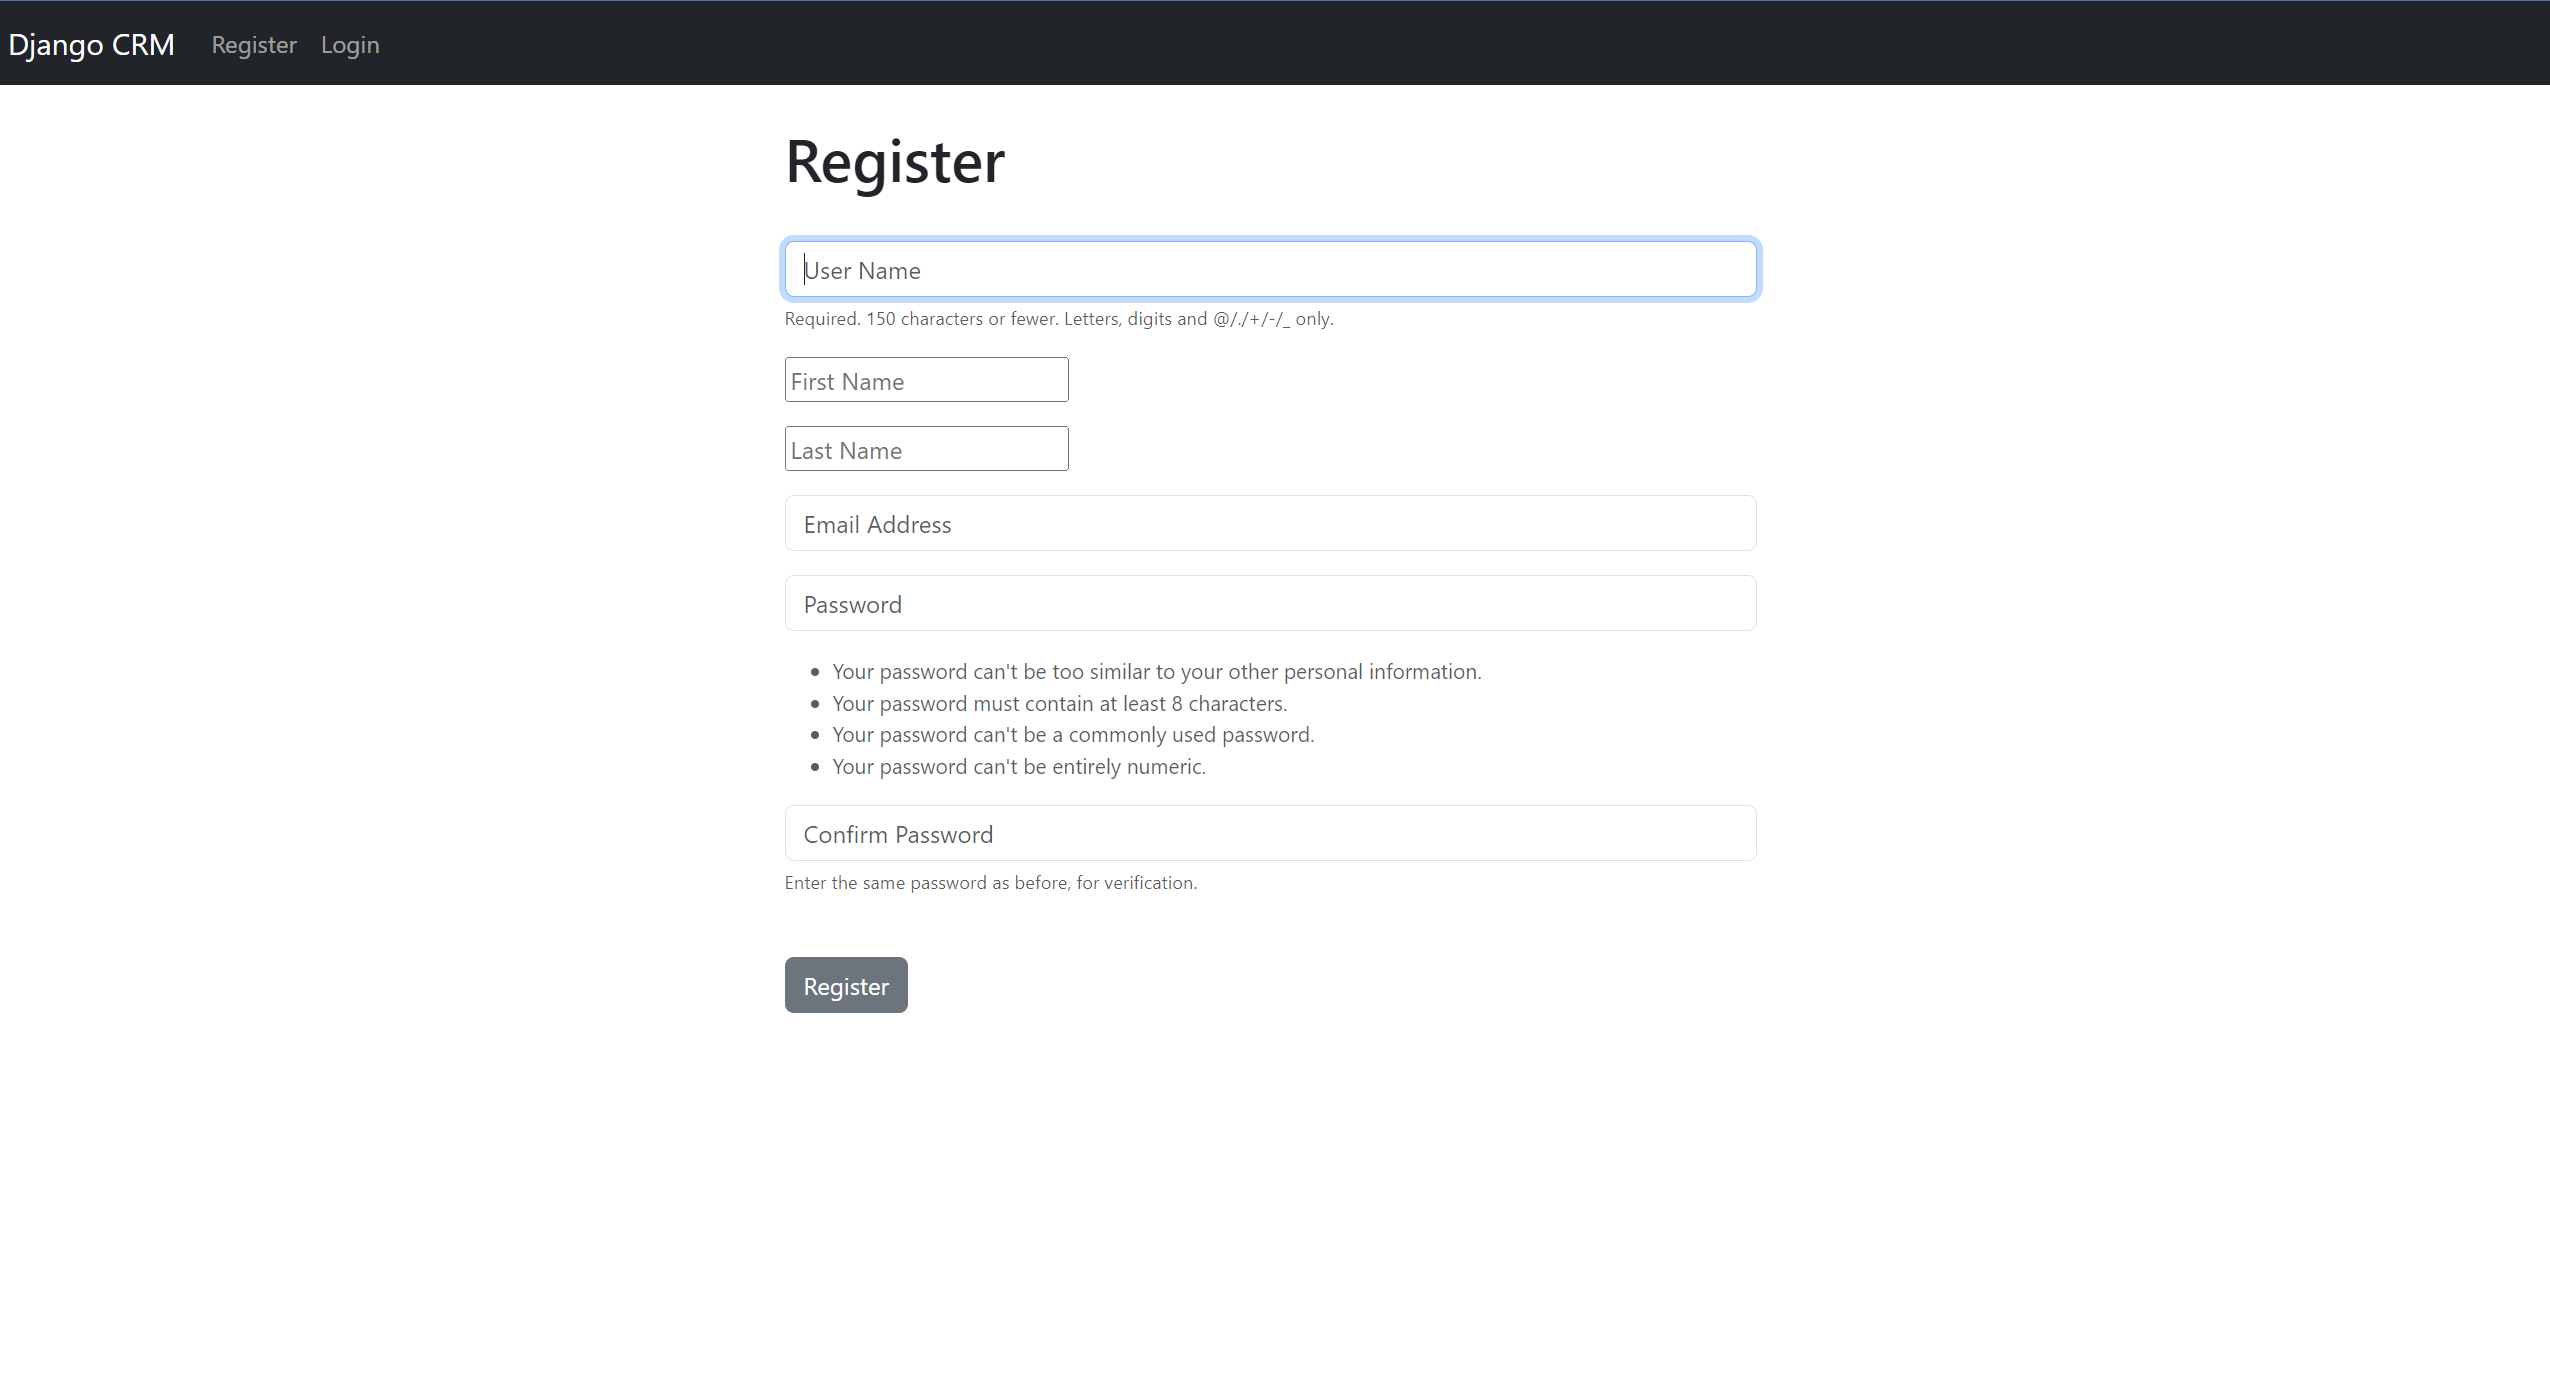 Django CRM Register Login
Register
User Name
Required. 150 characters or fewer. Letters, digits and @/./+/-/_ only.
First Name
Last Name
Email Address
Password
Your password can't be too similar to your other personal information.
Your password must contain at least 8 characters.
Your password can't be a commonly used password.
Your password can't be entirely numeric.
Confirm Password
Enter the same password as before, for verification.
Register